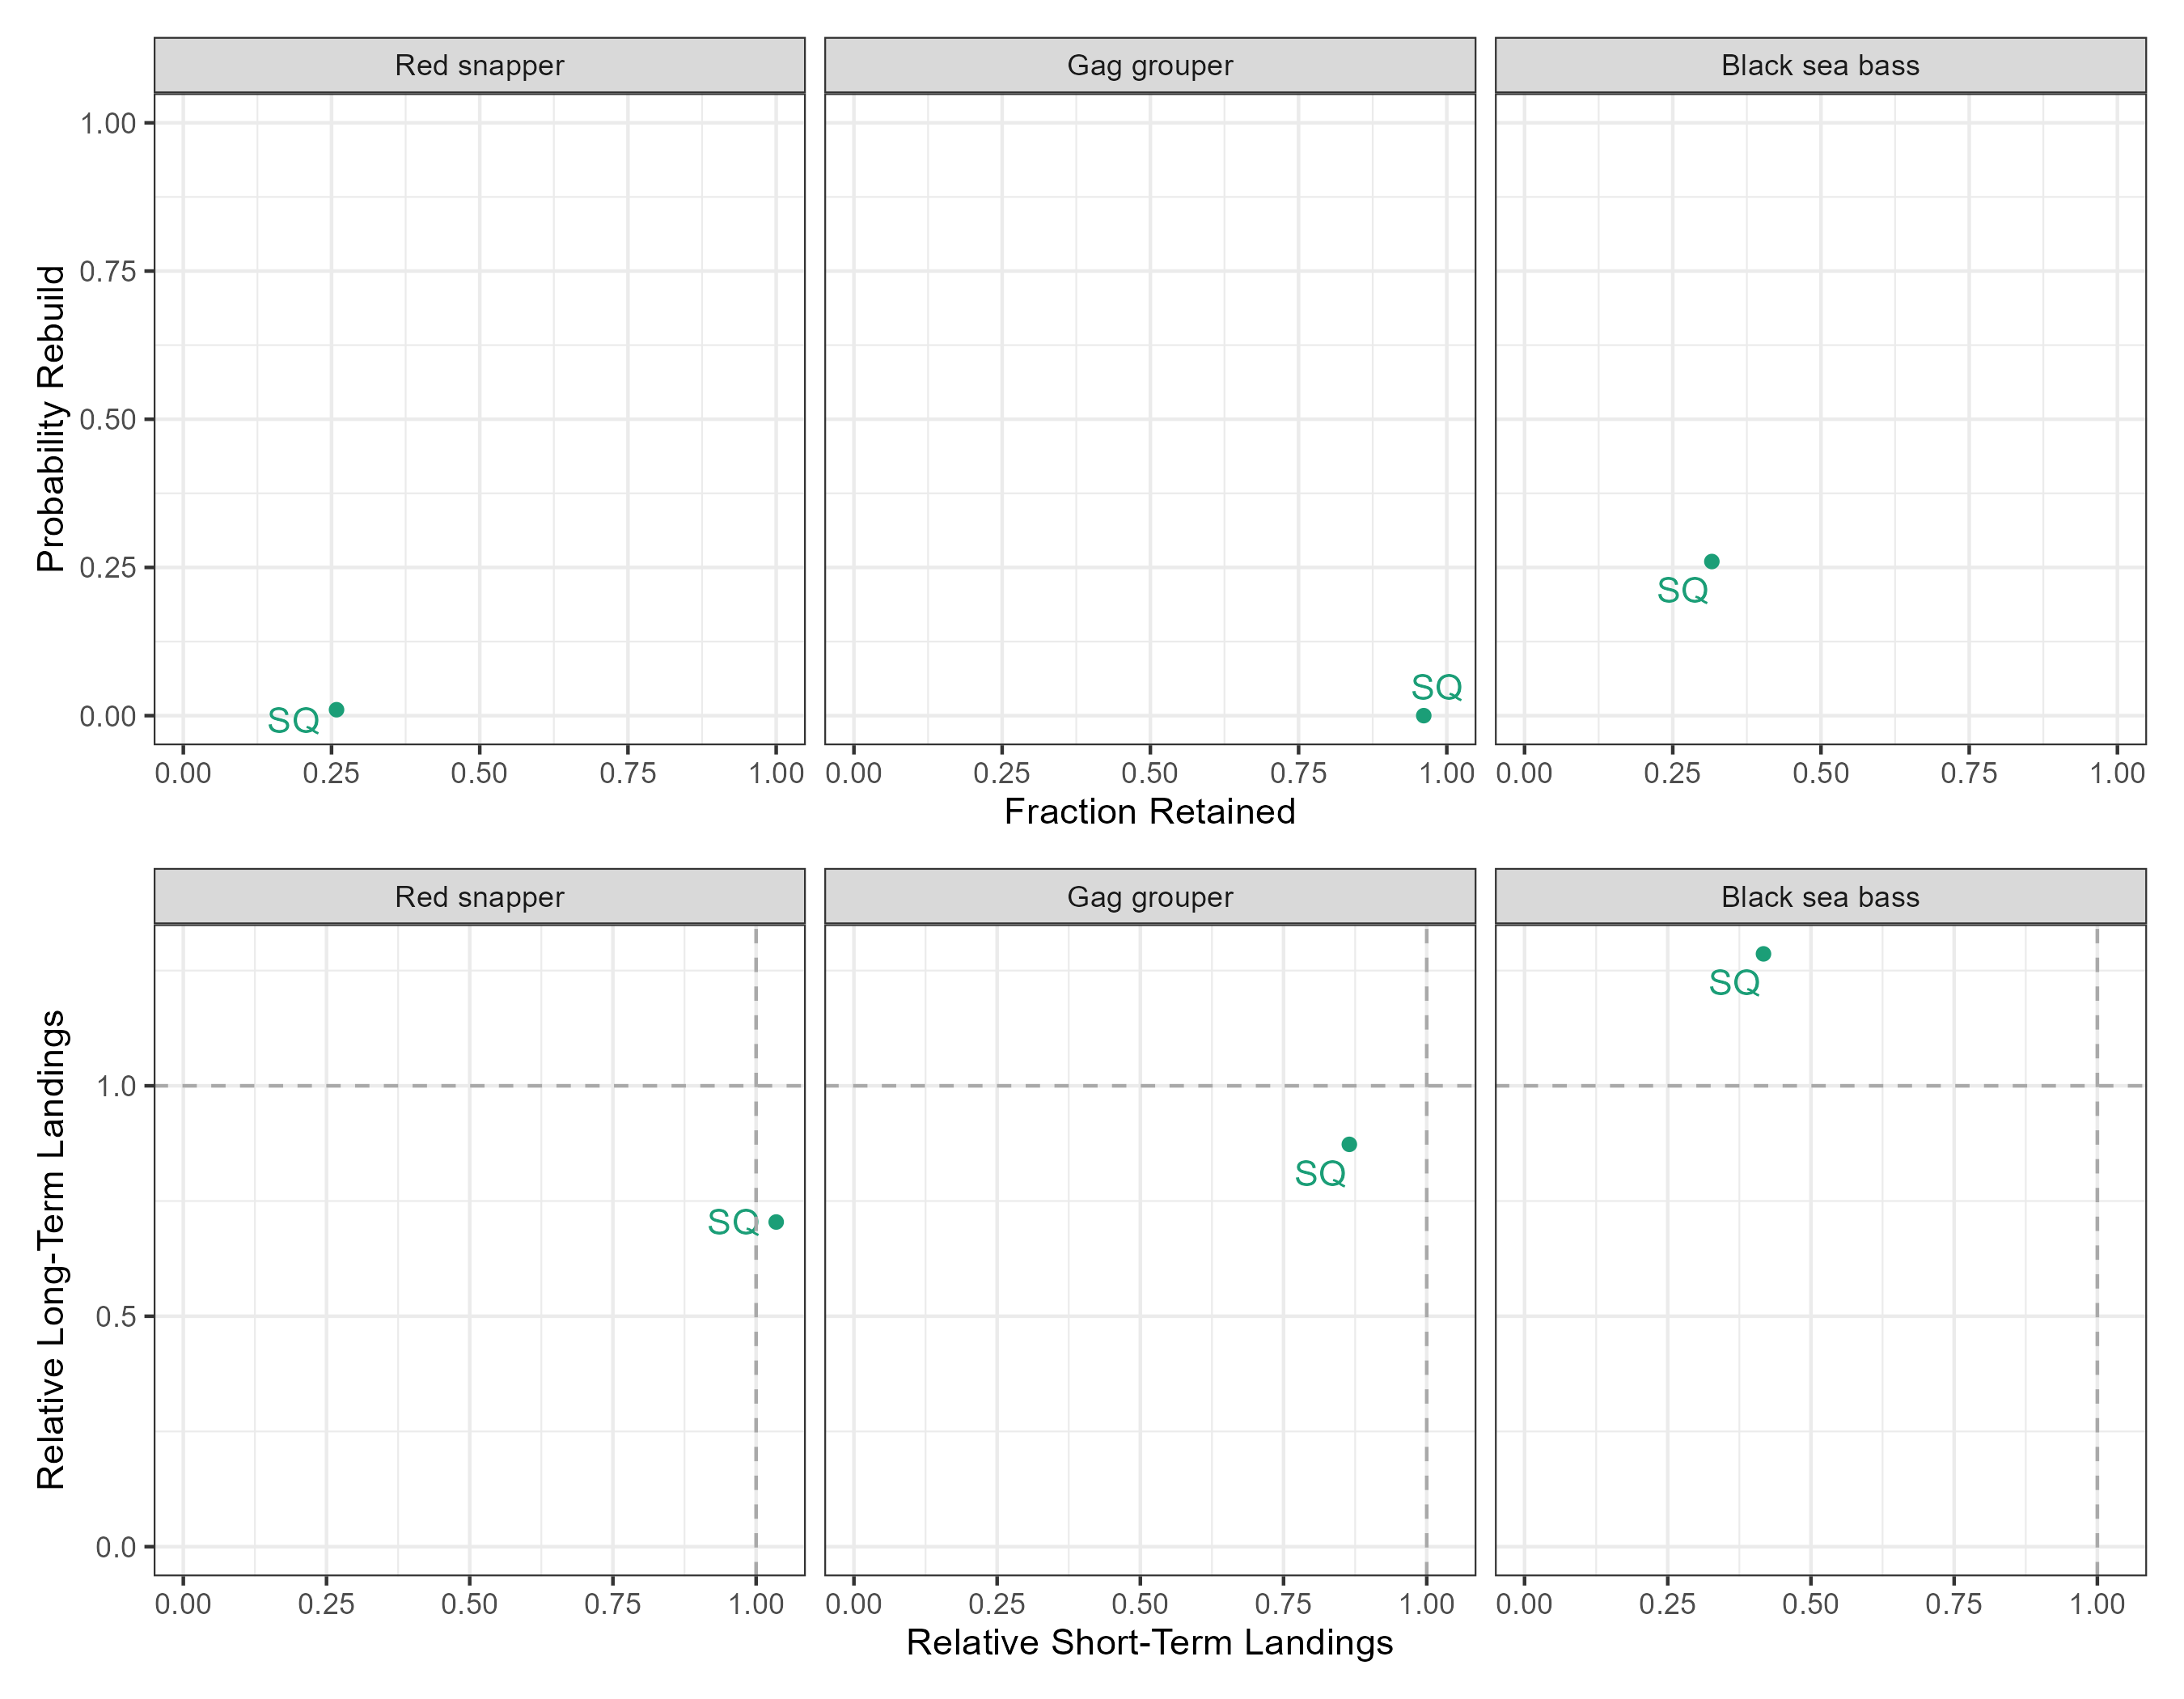 Red snapper
Gag grouper
Black sea bass
Probability Rebuild
1.00
0.75
0.50
0.25
0.00
SQ
SQ
SQ
0.00 0.25 0.50 0.75 1.00
0.00 0.25 0.50 0.75 1.00
0.00 0.25 0.50 0.75 1.00
Fraction Retained
Red snapper
Gag grouper
Black sea bass
Relative Long-Term Landings
1.0
0.5
0.0
SQ
SQ
SQ
0.00 0.25 0.50 0.75 1.00
0.00 0.25 0.50 0.75 1.00
0.00 0.25 0.50 0.75 1.00
Relative Short-Term Landings